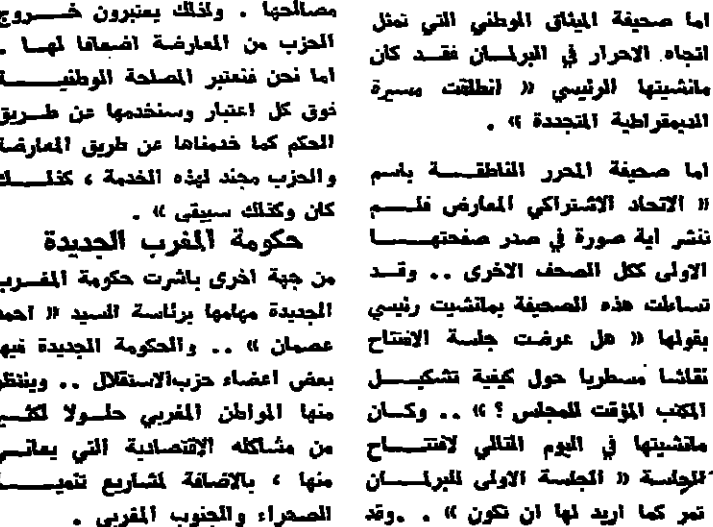 اما صحيفة الميثاق الوطني التي تمثل
اتجاه الاحرار في البرلمان فقد كان
مانشيتها الرئيسي « انطلقت مسيرة
الديمقراطية المتجددة » .
اما صحيفة المحرر الناطقة باسم
« الاتحاد الاشتراكي المعارض فلم
تنشر اية صورة في صدر صفحتها
الاولى ككل الصحف الاخرى .. وقد
تساءلت هذه الصحيفة بمانشيت رئيسي
بقولها « هل عرضت جلسة الافتتاح
نقاشا مسطريا حول كيفية تشكيل
المكتب المؤقت للمجلس ؟ » .. وكان
مانشيتها في اليوم التالي لافتتاح
الجلسة « الجلسة الاولى للبرلمان
تمر كما اريد لها ان تكون » . .وقد
مصالحها . ولذلك يعتبرون خروج
الحزب من المعارضة اضعافا لها .
اما نحن فنعتبر المصلحة الوطنية
فوق كل اعتبار وسنخدمها عن طريق
الحكم كما خدمناها عن طريق المعارضة
والحزب مجند لهذه الخدمة ، كذلك
كان وكذلك سيبقى » .
حكومة المغرب الجديدة
من جهة اخرى باشرت حكومة المغرب
الجديدة مهامها برئاسة السيد « احمد
عصمان » .. والحكومة الجديدة فيها
بعض اعضاء حزب الاستقلال .. وينتظر
منها المواطن المغربي حلولا لكثير
من مشاكله الاقتصادية التي يعاني
منها ، بالاضافة لمشاريع تنمية
الصحراء والجنوب المغربي .